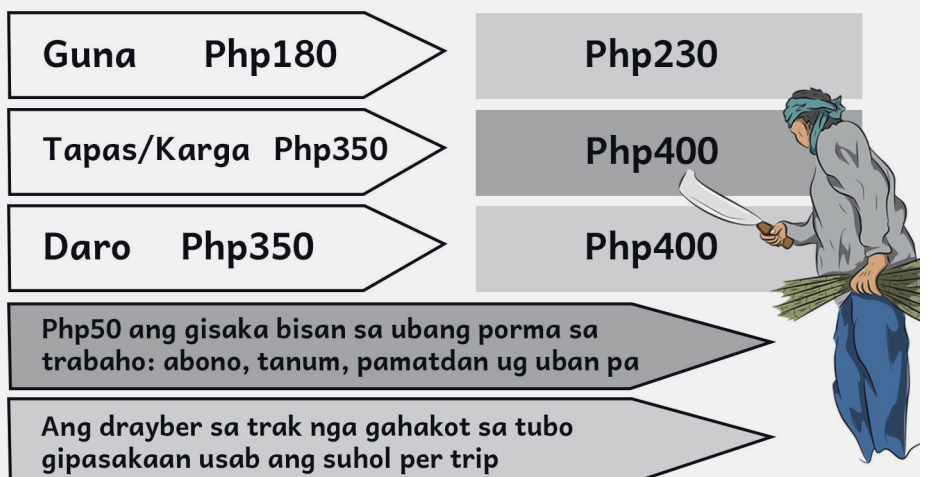 Guna Php180 Php230
Tapas/Karga Php350 Php400
Daro Php350 Php400
Php50 ang gisaka bisan sa ubang porma sa
trabaho: abono, tanum, pamatdan ug uban pa
Ang drayber sa trak nga gahakot sa tubo
gipasakaan usab ang suhol per trip